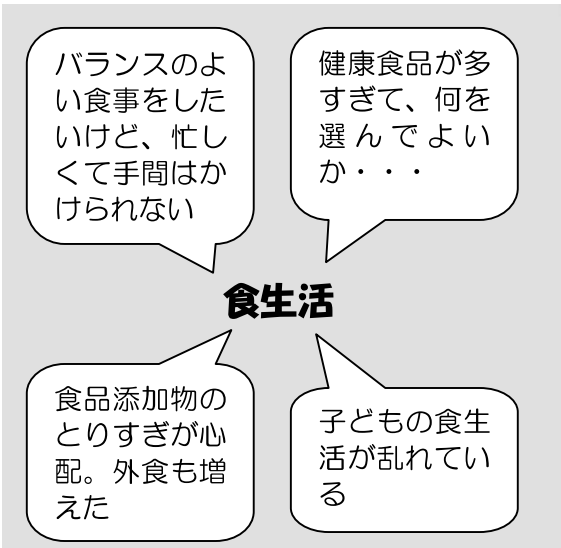 バランスのよ
い食事をした
いけど、忙し
くて手間はか
けられない
健康食品が多
すぎて、何を
選んでよい
か・・・
食生活
食品添加物の
とりすぎが心
配。外食も増
えた
子どもの食生
活が乱れてい
る